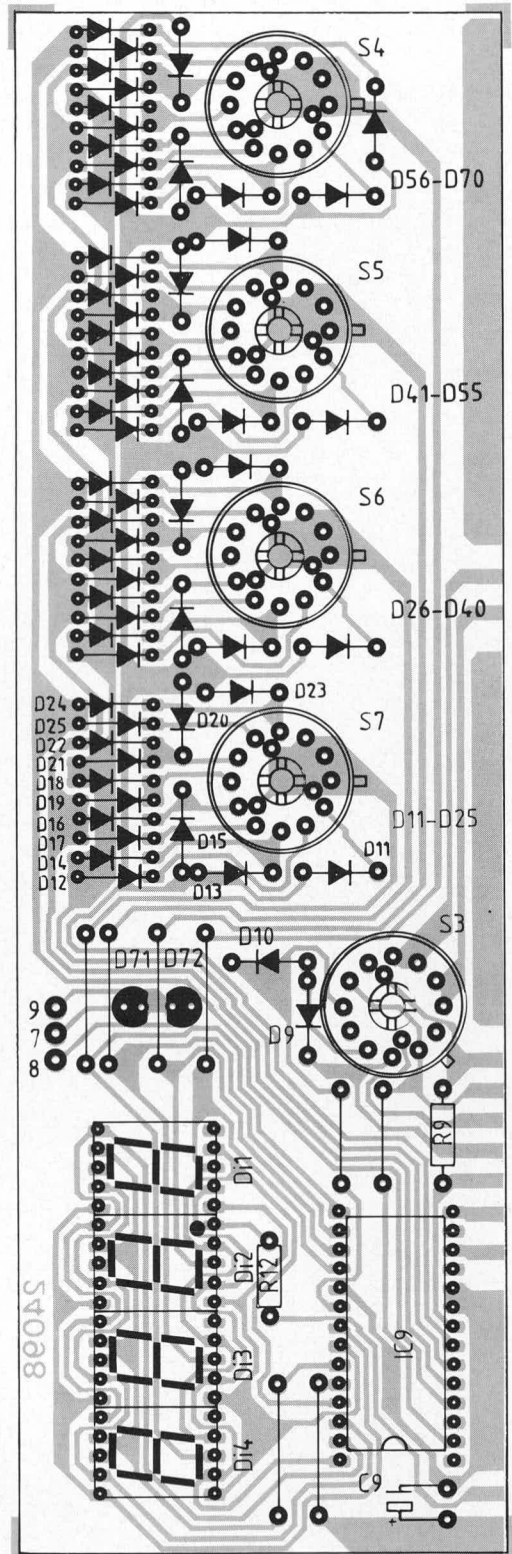 S4
D56-D70
S5
D41-D55
S6
D26-D40
D24
D25
D22
D21
D18
D19
D16
D17
D14
D12
D23
D20
S7
D15
D13
D11
D11-D25
S3
D10
D71 D72
D9
9
7
8
R9
Di1
Di2
R12
Di3
IC9
Di4
C9
+
24098